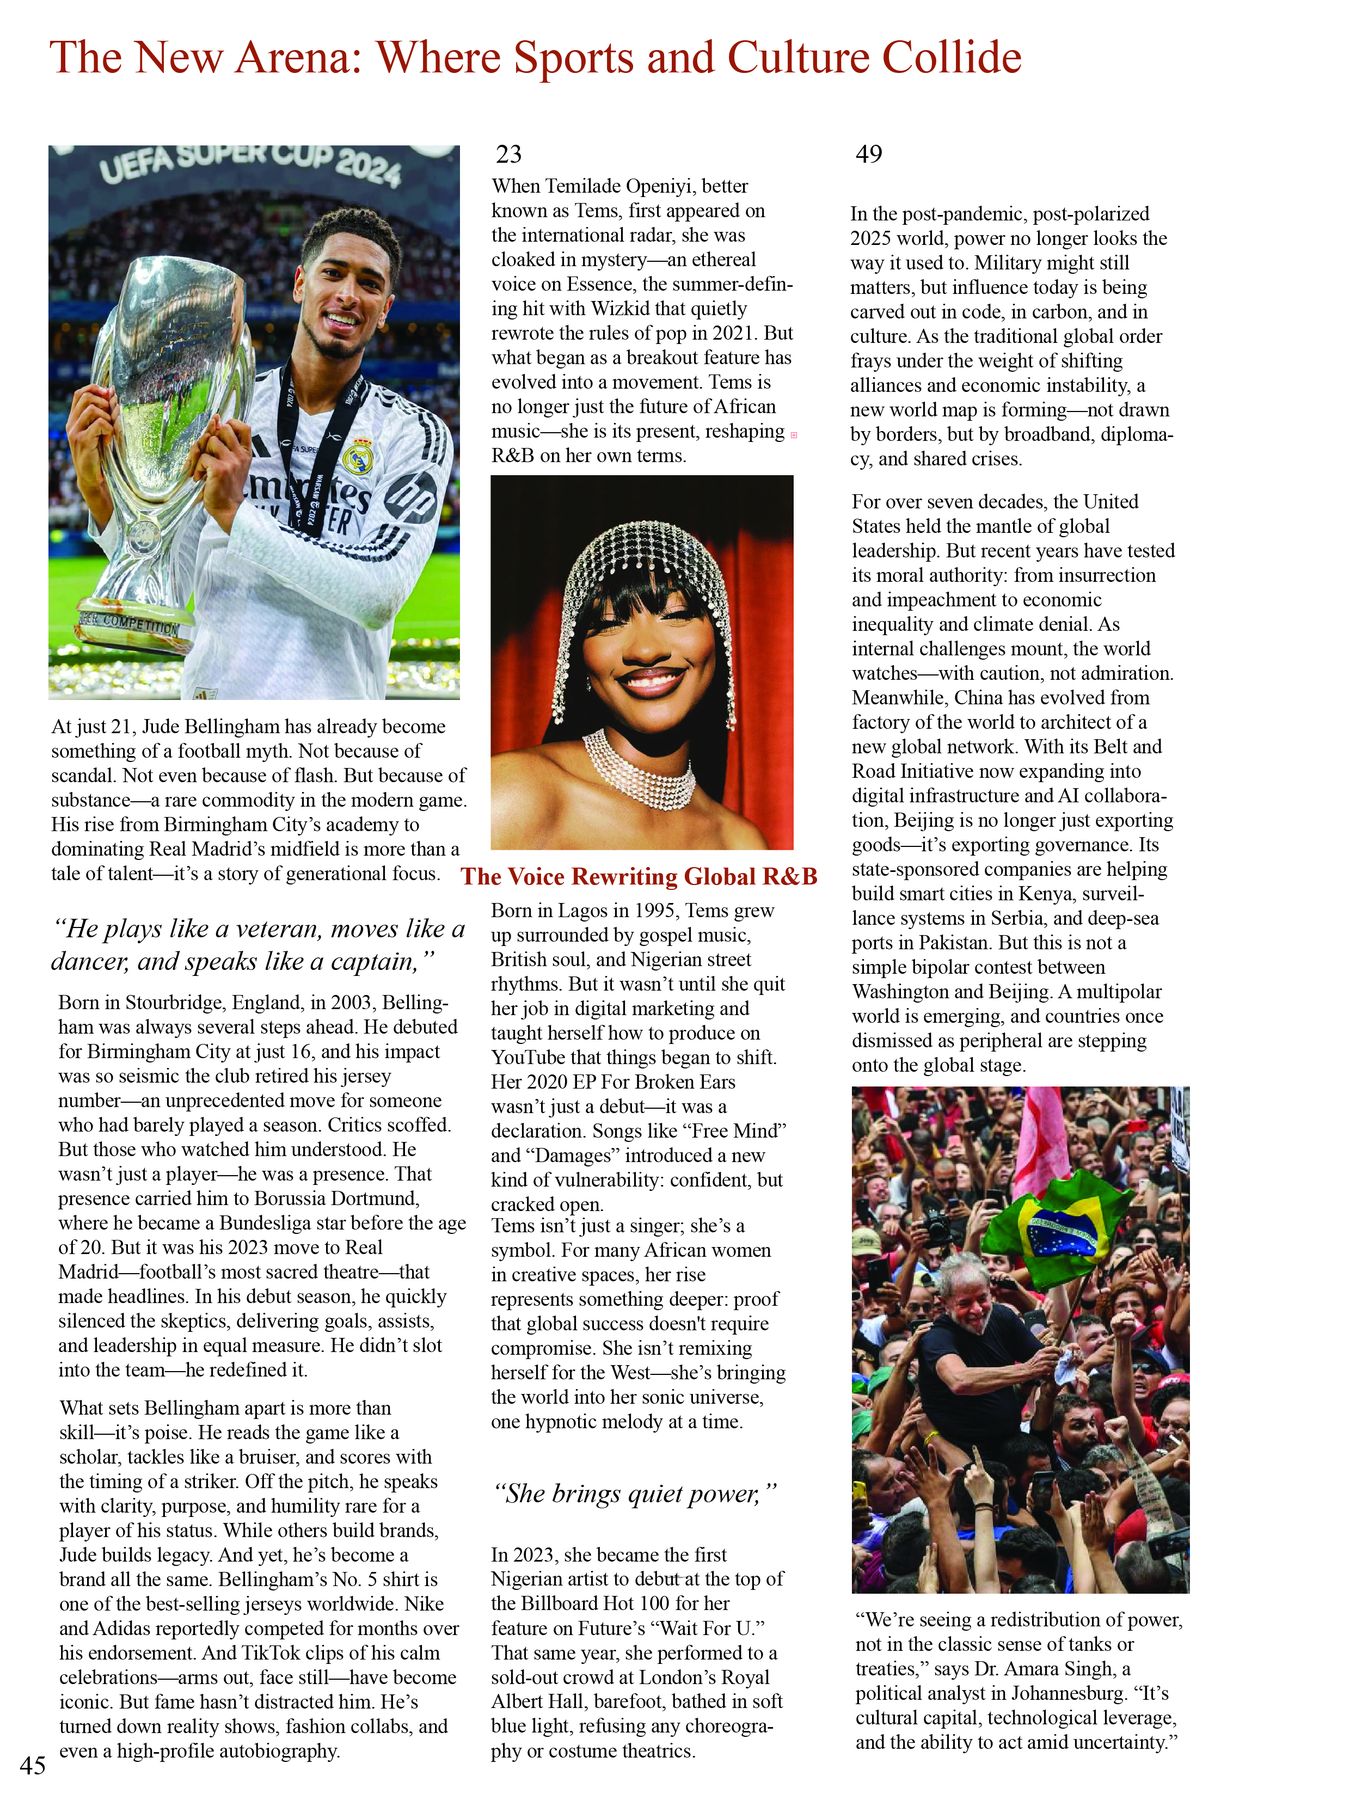 The New Arena: Where Sports and Culture Collide
UEFA SUPER CUP 2024
SUPER COMPETITION
hp
At just 21, Jude Bellingham has already become
something of a football myth. Not because of
scandal. Not even because of flash. But because of
substance—a rare commodity in the modern game.
His rise from Birmingham City’s academy to
dominating Real Madrid’s midfield is more than a
tale of talent—it’s a story of generational focus.
“He plays like a veteran, moves like a
dancer, and speaks like a captain,”
Born in Stourbridge, England, in 2003, Belling-
ham was always several steps ahead. He debuted
for Birmingham City at just 16, and his impact
was so seismic the club retired his jersey
number—an unprecedented move for someone
who had barely played a season. Critics scoffed.
But those who watched him understood. He
wasn’t just a player—he was a presence. That
presence carried him to Borussia Dortmund,
where he became a Bundesliga star before the age
of 20. But it was his 2023 move to Real
Madrid—football’s most sacred theatre—that
made headlines. In his debut season, he quickly
silenced the skeptics, delivering goals, assists,
and leadership in equal measure. He didn’t slot
into the team—he redefined it.
What sets Bellingham apart is more than
skill—it’s poise. He reads the game like a
scholar, tackles like a bruiser, and scores with
the timing of a striker. Off the pitch, he speaks
with clarity, purpose, and humility rare for a
player of his status. While others build brands,
Jude builds legacy. And yet, he’s become a
brand all the same. Bellingham’s No. 5 shirt is
one of the best-selling jerseys worldwide. Nike
and Adidas reportedly competed for months over
his endorsement. And TikTok clips of his calm
celebrations—arms out, face still—have become
iconic. But fame hasn’t distracted him. He’s
turned down reality shows, fashion collabs, and
even a high-profile autobiography.
45
23
When Temilade Openiyi, better
known as Tems, first appeared on
the international radar, she was
cloaked in mystery—an ethereal
voice on Essence, the summer-defin-
ing hit with Wizkid that quietly
rewrote the rules of pop in 2021. But
what began as a breakout feature has
evolved into a movement. Tems is
no longer just the future of African
music—she is its present, reshaping
R&B on her own terms.
The Voice Rewriting Global R&B
Born in Lagos in 1995, Tems grew
up surrounded by gospel music,
British soul, and Nigerian street
rhythms. But it wasn’t until she quit
her job in digital marketing and
taught herself how to produce on
YouTube that things began to shift.
Her 2020 EP For Broken Ears
wasn’t just a debut—it was a
declaration. Songs like “Free Mind”
and “Damages” introduced a new
kind of vulnerability: confident, but
cracked open.
Tems isn’t just a singer; she’s a
symbol. For many African women
in creative spaces, her rise
represents something deeper: proof
that global success doesn't require
compromise. She isn’t remixing
herself for the West—she’s bringing
the world into her sonic universe,
one hypnotic melody at a time.
“She brings quiet power,”
In 2023, she became the first
Nigerian artist to debut at the top of
the Billboard Hot 100 for her
feature on Future’s “Wait For U.”
That same year, she performed to a
sold-out crowd at London’s Royal
Albert Hall, barefoot, bathed in soft
blue light, refusing any choreogra-
phy or costume theatrics.
49
In the post-pandemic, post-polarized
2025 world, power no longer looks the
way it used to. Military might still
matters, but influence today is being
carved out in code, in carbon, and in
culture. As the traditional global order
frays under the weight of shifting
alliances and economic instability, a
new world map is forming—not drawn
by borders, but by broadband, diploma-
cy, and shared crises.
For over seven decades, the United
States held the mantle of global
leadership. But recent years have tested
its moral authority: from insurrection
and impeachment to economic
inequality and climate denial. As
internal challenges mount, the world
watches—with caution, not admiration.
Meanwhile, China has evolved from
factory of the world to architect of a
new global network. With its Belt and
Road Initiative now expanding into
digital infrastructure and AI collabora-
tion, Beijing is no longer just exporting
goods—it’s exporting governance. Its
state-sponsored companies are helping
build smart cities in Kenya, surveil-
lance systems in Serbia, and deep-sea
ports in Pakistan. But this is not a
simple bipolar contest between
Washington and Beijing. A multipolar
world is emerging, and countries once
dismissed as peripheral are stepping
onto the global stage.
“We’re seeing a redistribution of power,
not in the classic sense of tanks or
treaties,” says Dr. Amara Singh, a
political analyst in Johannesburg. “It’s
cultural capital, technological leverage,
and the ability to act amid uncertainty.”